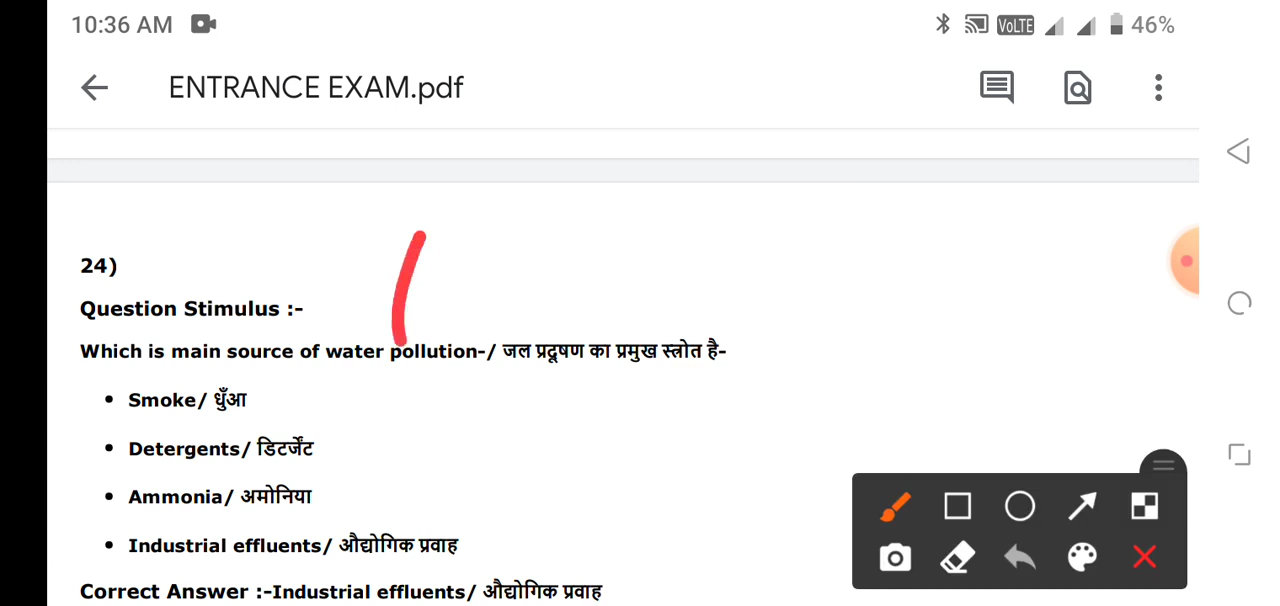 10:36 AM VoLTE 46%
ENTRANCE EXAM.pdf
24)
Question Stimulus :-
Which is main source of water pollution-/ जल प्रदूषण का प्रमुख स्त्रोत है-
• Smoke/ धुँआ
• Detergents/ डिटर्जेंट
• Ammonia/ अमोनिया
• Industrial effluents/ औद्योगिक प्रवाह
Correct Answer :-Industrial effluents/ औद्योगिक प्रवाह